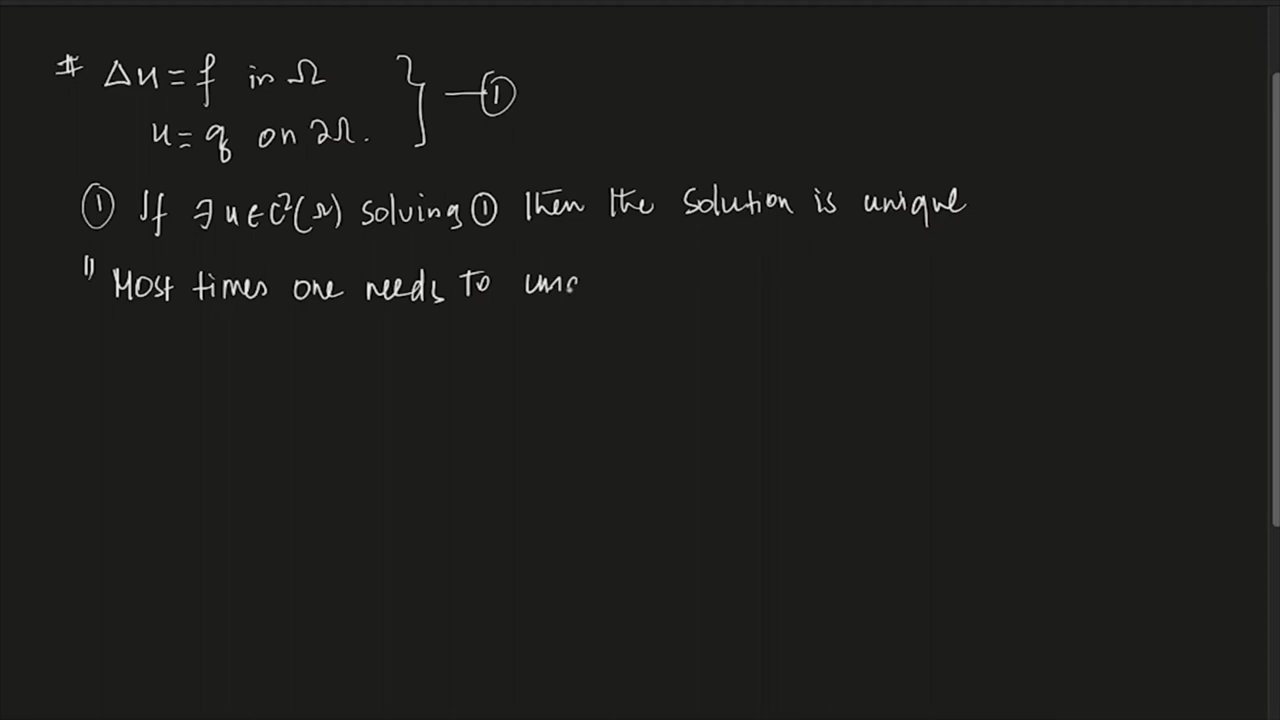 # Δu = f in Ω
u = g on ∂Ω. } — ①
① If ∃ u ∈ C²(Ω) solving ① then the solution is unique
11 Most times one needs to